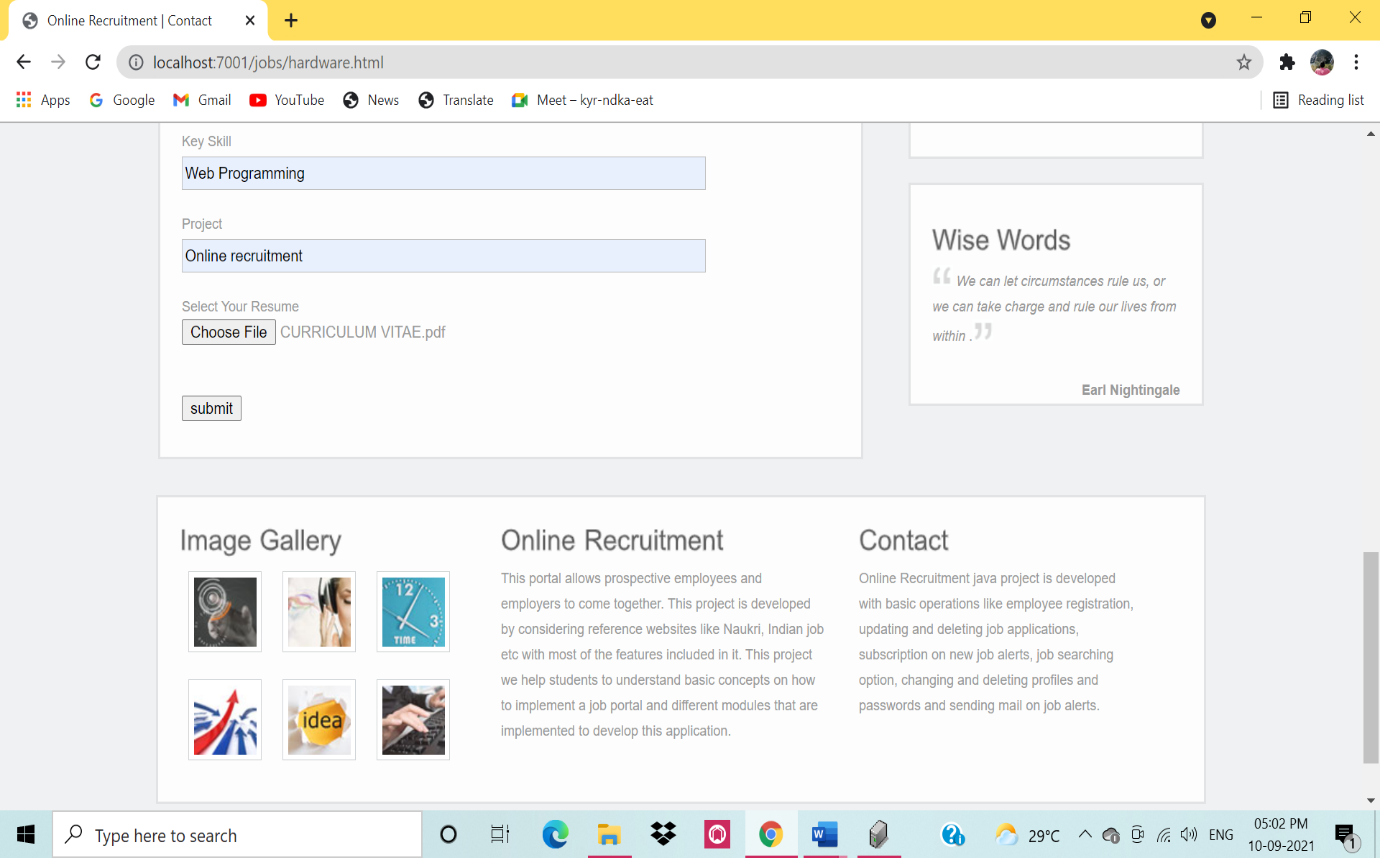 Online Recruitment | Contact
localhost:7001/jobs/hardware.html
Apps Google Gmail YouTube News Translate Meet – kyr-ndka-eat Reading list
Key Skill
Web Programming
Project
Online recruitment
Select Your Resume
Choose File CURRICULUM VITAE.pdf
submit
Wise Words
“ We can let circumstances rule us, or
we can take charge and rule our lives from
within .”
Earl Nightingale
Image Gallery
12
3
TIME
idea
Online Recruitment
This portal allows prospective employees and
employers to come together. This project is developed
by considering reference websites like Naukri, Indian job
etc with most of the features included in it. This project
we help students to understand basic concepts on how
to implement a job portal and different modules that are
implemented to develop this application.
Contact
Online Recruitment java project is developed
with basic operations like employee registration,
updating and deleting job applications,
subscription on new job alerts, job searching
option, changing and deleting profiles and
passwords and sending mail on job alerts.
Type here to search
29°C
ENG
05:02 PM
10-09-2021
1